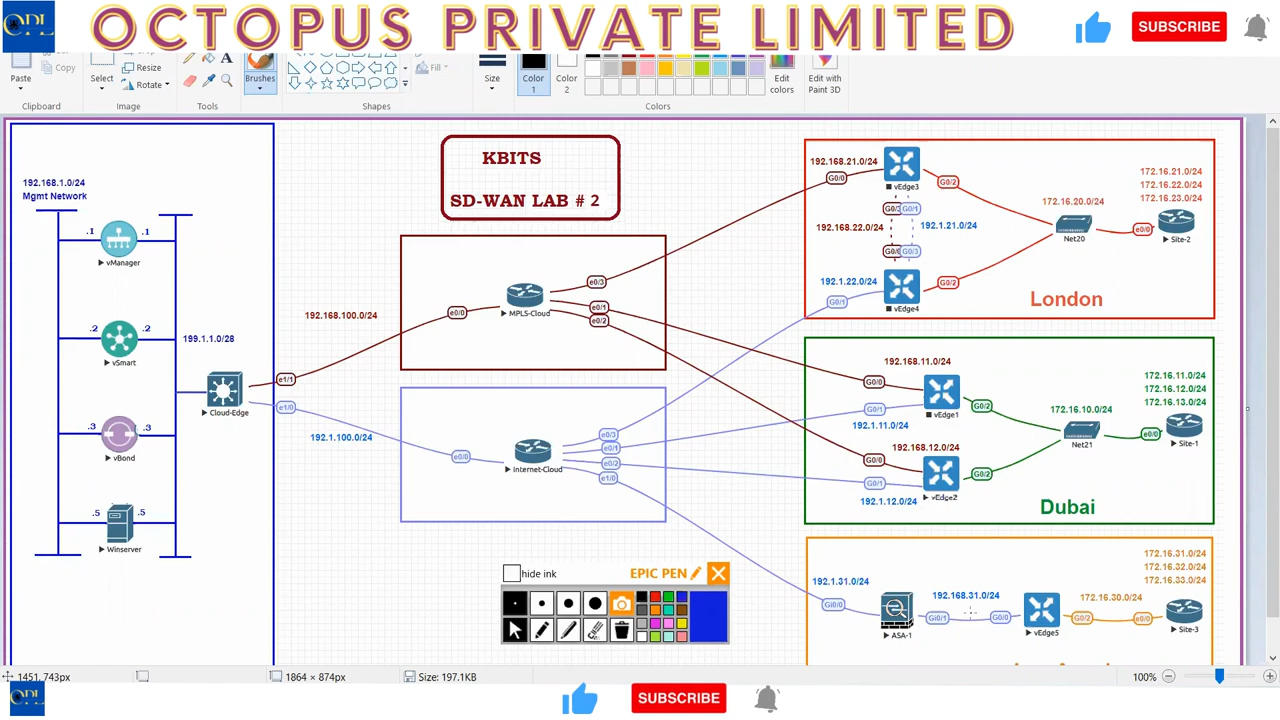 OPL
OCTOPUS PRIVATE LIMITED
SUBSCRIBE
Paste
Copy
Select
Resize
Rotate
Brushes
Fill
Size
Color
1
Color
2
Edit
colors
Edit with
Paint 3D
Clipboard
Image
Tools
Shapes
Colors
192.168.1.0/24
Mgmt Network
.1
.1
vManager
.2
.2
vSmart
199.1.1.0/28
Cloud-Edge
.3
.3
vBond
.5
.5
Winserver
e1/1
e1/0
192.168.100.0/24
192.1.100.0/24
KBITS
SD-WAN LAB # 2
e0/0
MPLS-Cloud
e0/3
e0/1
e0/2
e0/0
Internet-Cloud
e0/3
e0/1
e0/2
e1/0
192.168.21.0/24
G0/0
vEdge3
G0/2
192.168.22.0/24
G0/1
192.1.21.0/24
G0/3
192.1.22.0/24
G0/1
vEdge4
G0/2
172.16.20.0/24
Net20
e0/0
172.16.21.0/24
172.16.22.0/24
172.16.23.0/24
Site-2
London
192.168.11.0/24
G0/0
G0/1
vEdge1
G0/2
192.1.11.0/24
192.168.12.0/24
G0/0
G0/1
vEdge2
G0/2
192.1.12.0/24
172.16.10.0/24
Net21
e0/0
172.16.11.0/24
172.16.12.0/24
172.16.13.0/24
Site-1
Dubai
192.1.31.0/24
Gi0/0
ASA-1
192.168.31.0/24
Gi0/1
G0/0
vEdge5
172.16.30.0/24
G0/2
e0/0
172.16.31.0/24
172.16.32.0/24
172.16.33.0/24
Site-3
hide ink
EPIC PEN
1451, 743px
1864 × 874px
Size: 197.1KB
100%
OPL
SUBSCRIBE